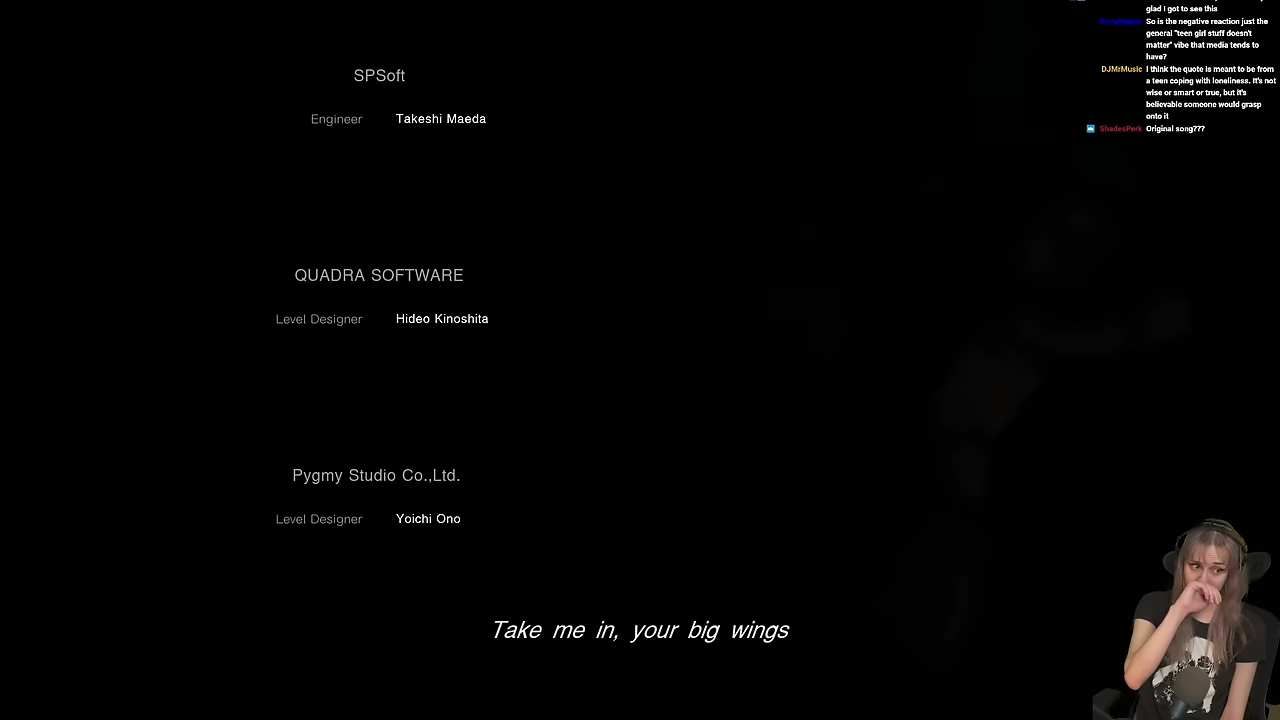 SPSoft
Engineer Takeshi Maeda
QUADRA SOFTWARE
Level Designer Hideo Kinoshita
Pygmy Studio Co.,Ltd.
Level Designer Yoichi Ono
Take me in, your big wings
glad I got to see this
So is the negative reaction just the
general "teen girl stuff doesn't
matter" vibe that media tends to
have?
DJMrMusic I think the quote is meant to be from
a teen coping with loneliness. It's not
wise or smart or true, but it's
believable someone would grasp
onto it
ShadesPerk Original song???